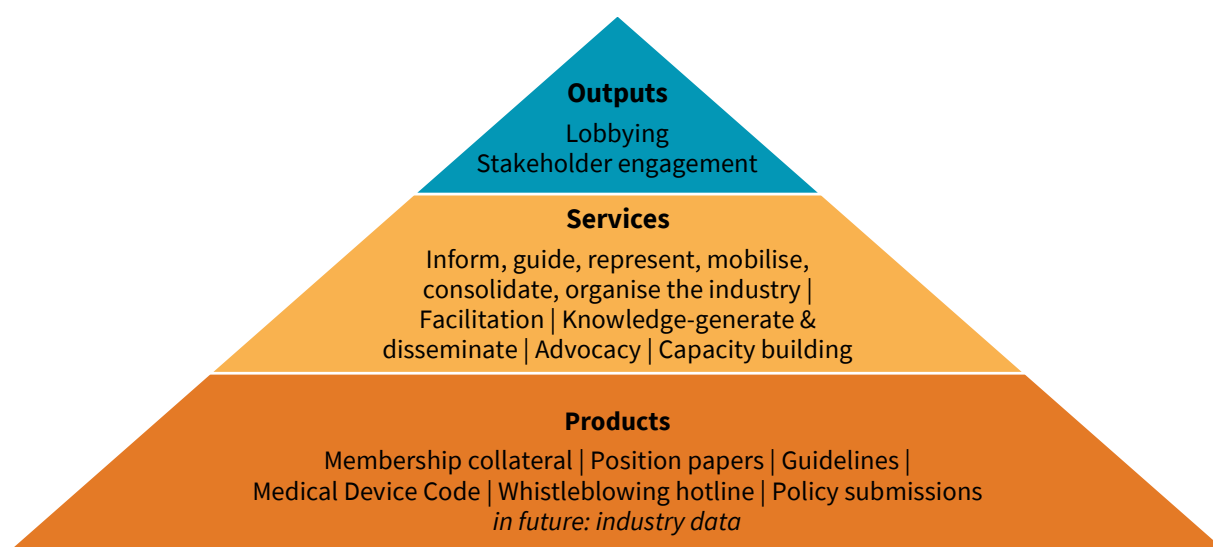 Outputs
Lobbying
Stakeholder engagement
Services
Inform, guide, represent, mobilise,
consolidate, organise the industry |
Facilitation | Knowledge-generate &
disseminate | Advocacy | Capacity building
Products
Membership collateral | Position papers | Guidelines |
Medical Device Code | Whistleblowing hotline | Policy submissions
in future: industry data